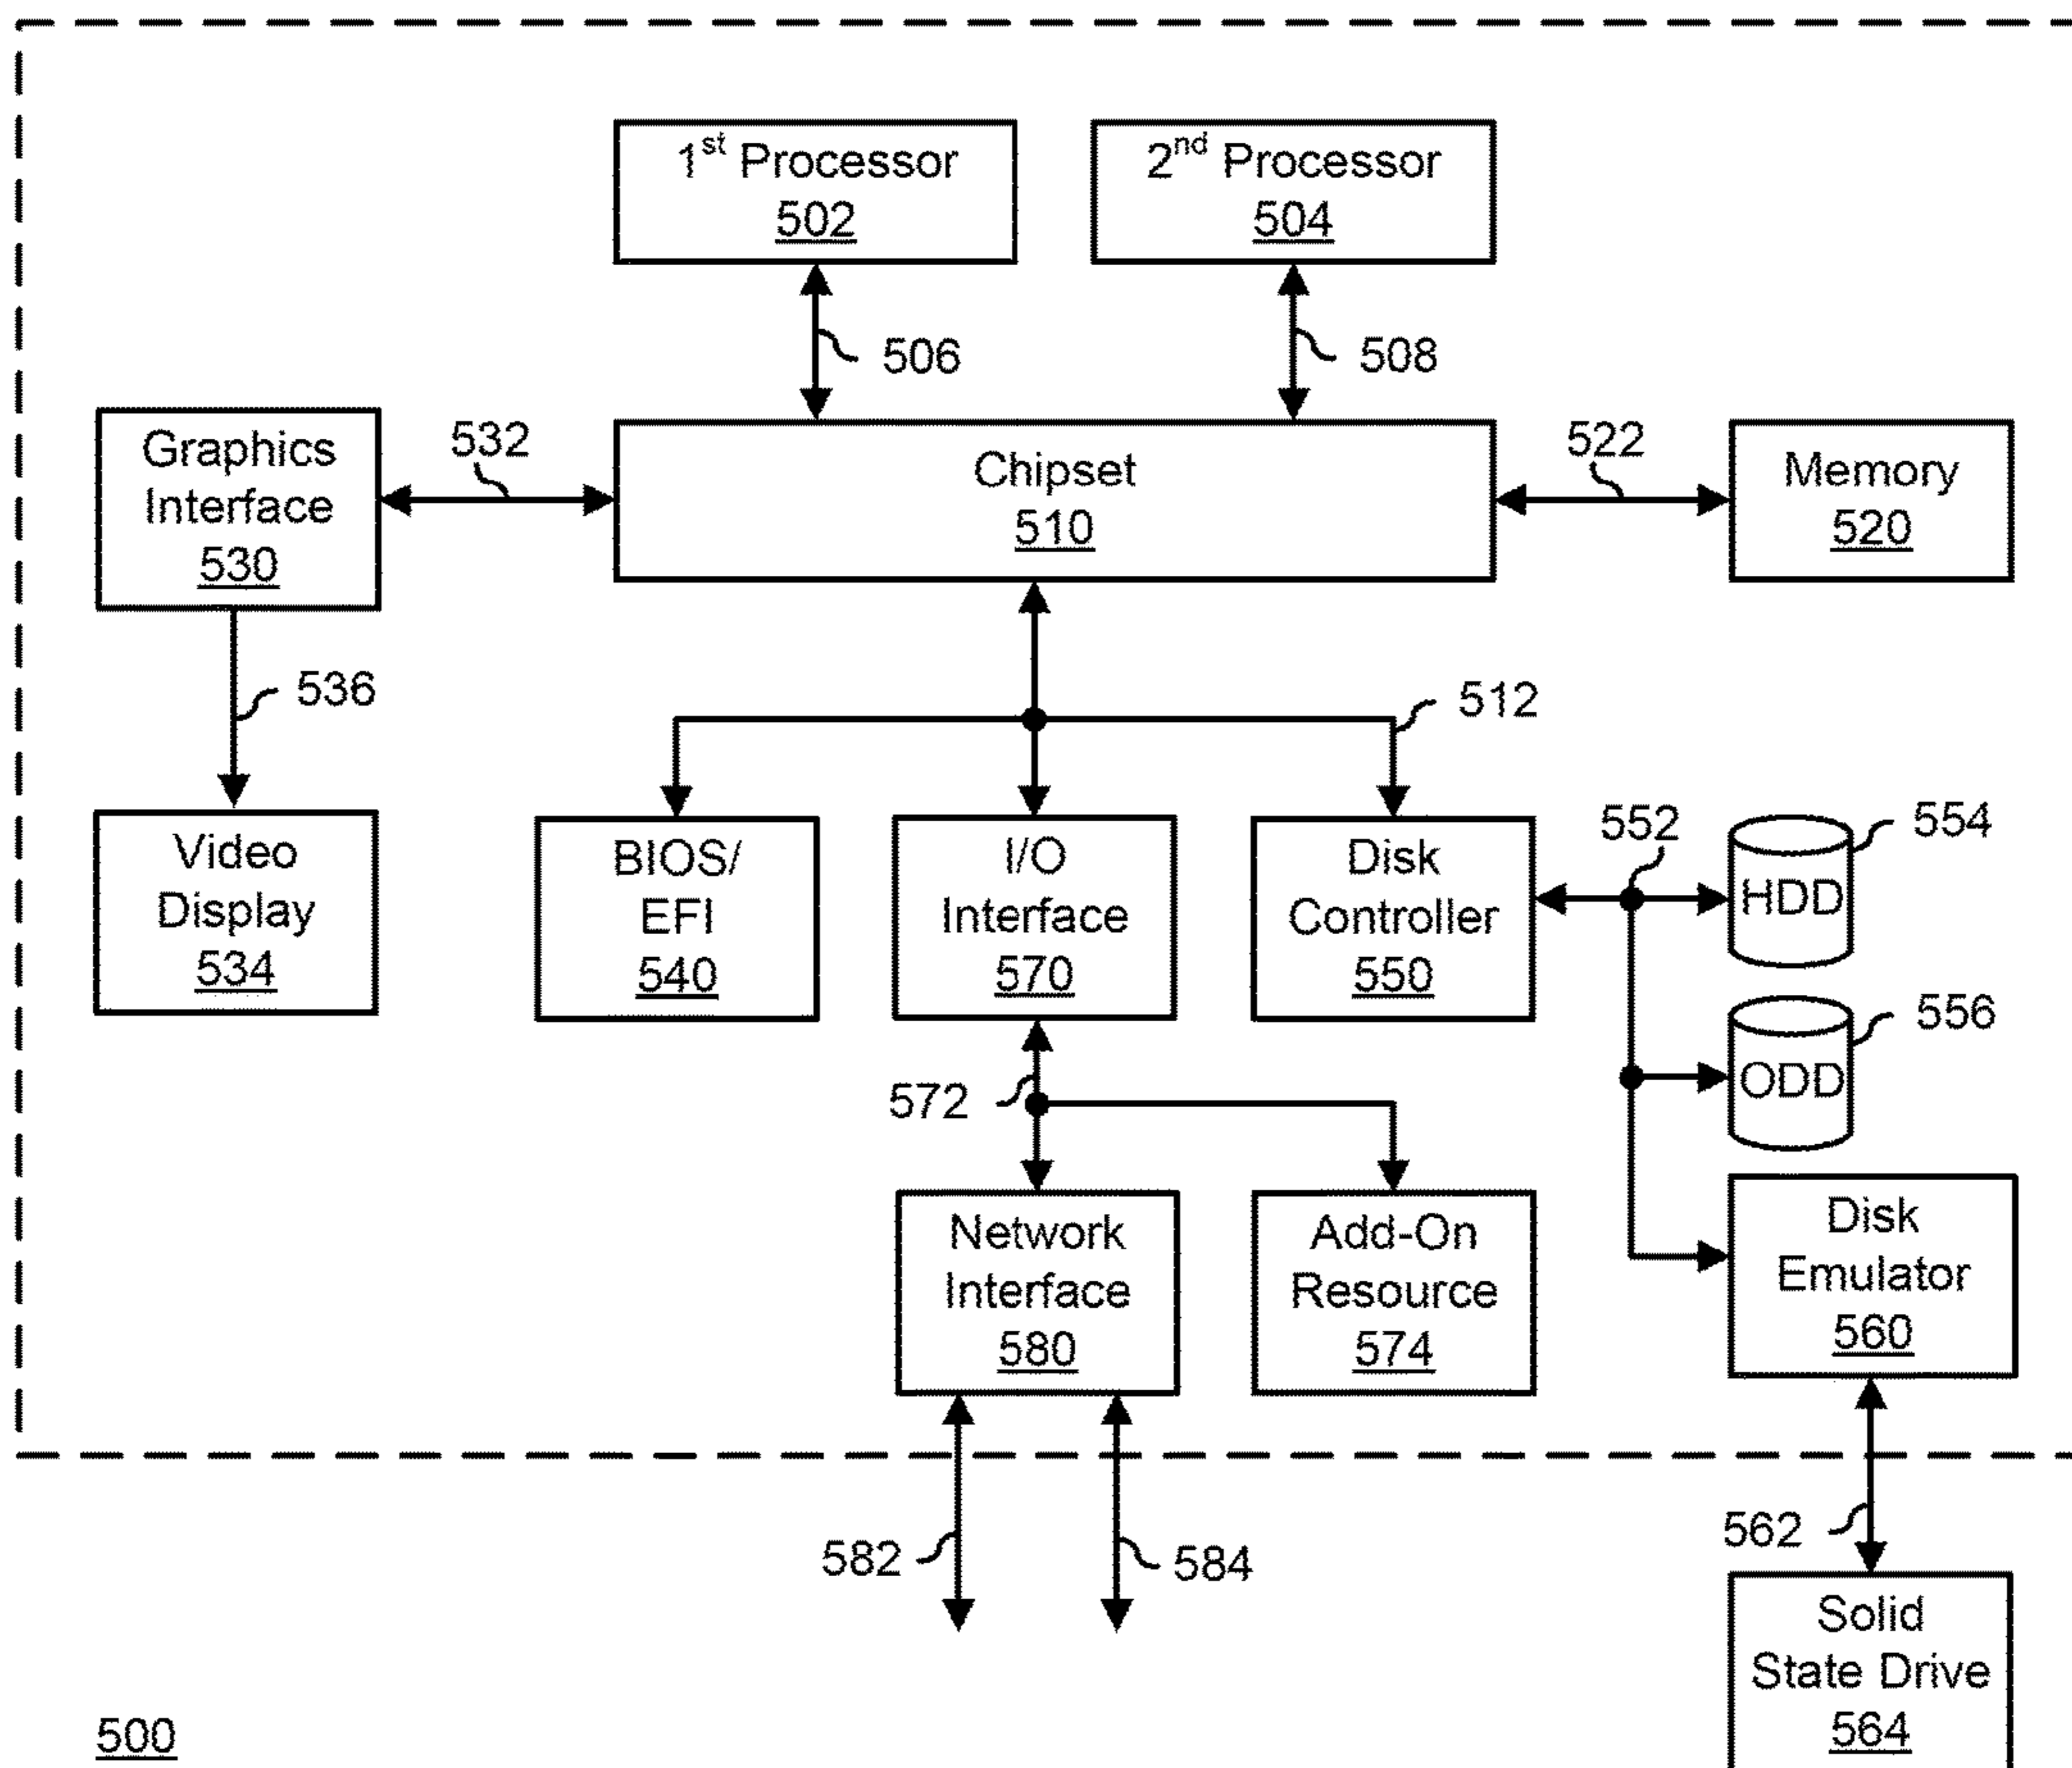 1st Processor
502
2nd Processor
504
506
508
Graphics
Interface
530
532
Chipset
510
522
Memory
520
536
512
Video
Display
534
BIOS/
EFI
540
I/O
Interface
570
Disk
Controller
550
552
HDD
554
ODD
556
572
Network
Interface
580
Add-On
Resource
574
Disk
Emulator
560
582
584
562
Solid
State Drive
564
500